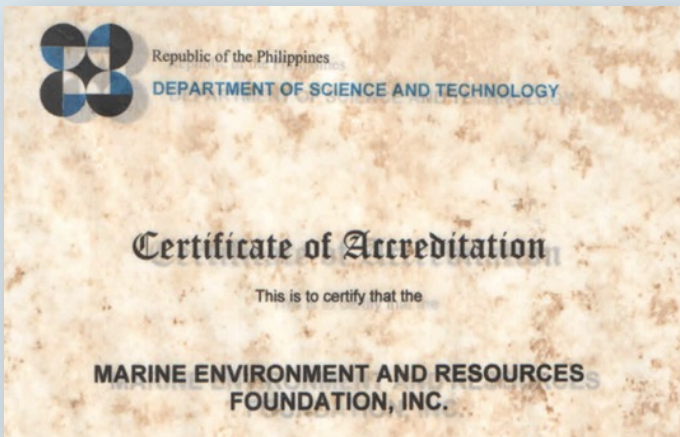 Republic of the Philippines
DEPARTMENT OF SCIENCE AND TECHNOLOGY
Certificate of Accreditation
This is to certify that the
MARINE ENVIRONMENT AND RESOURCES
FOUNDATION, INC.